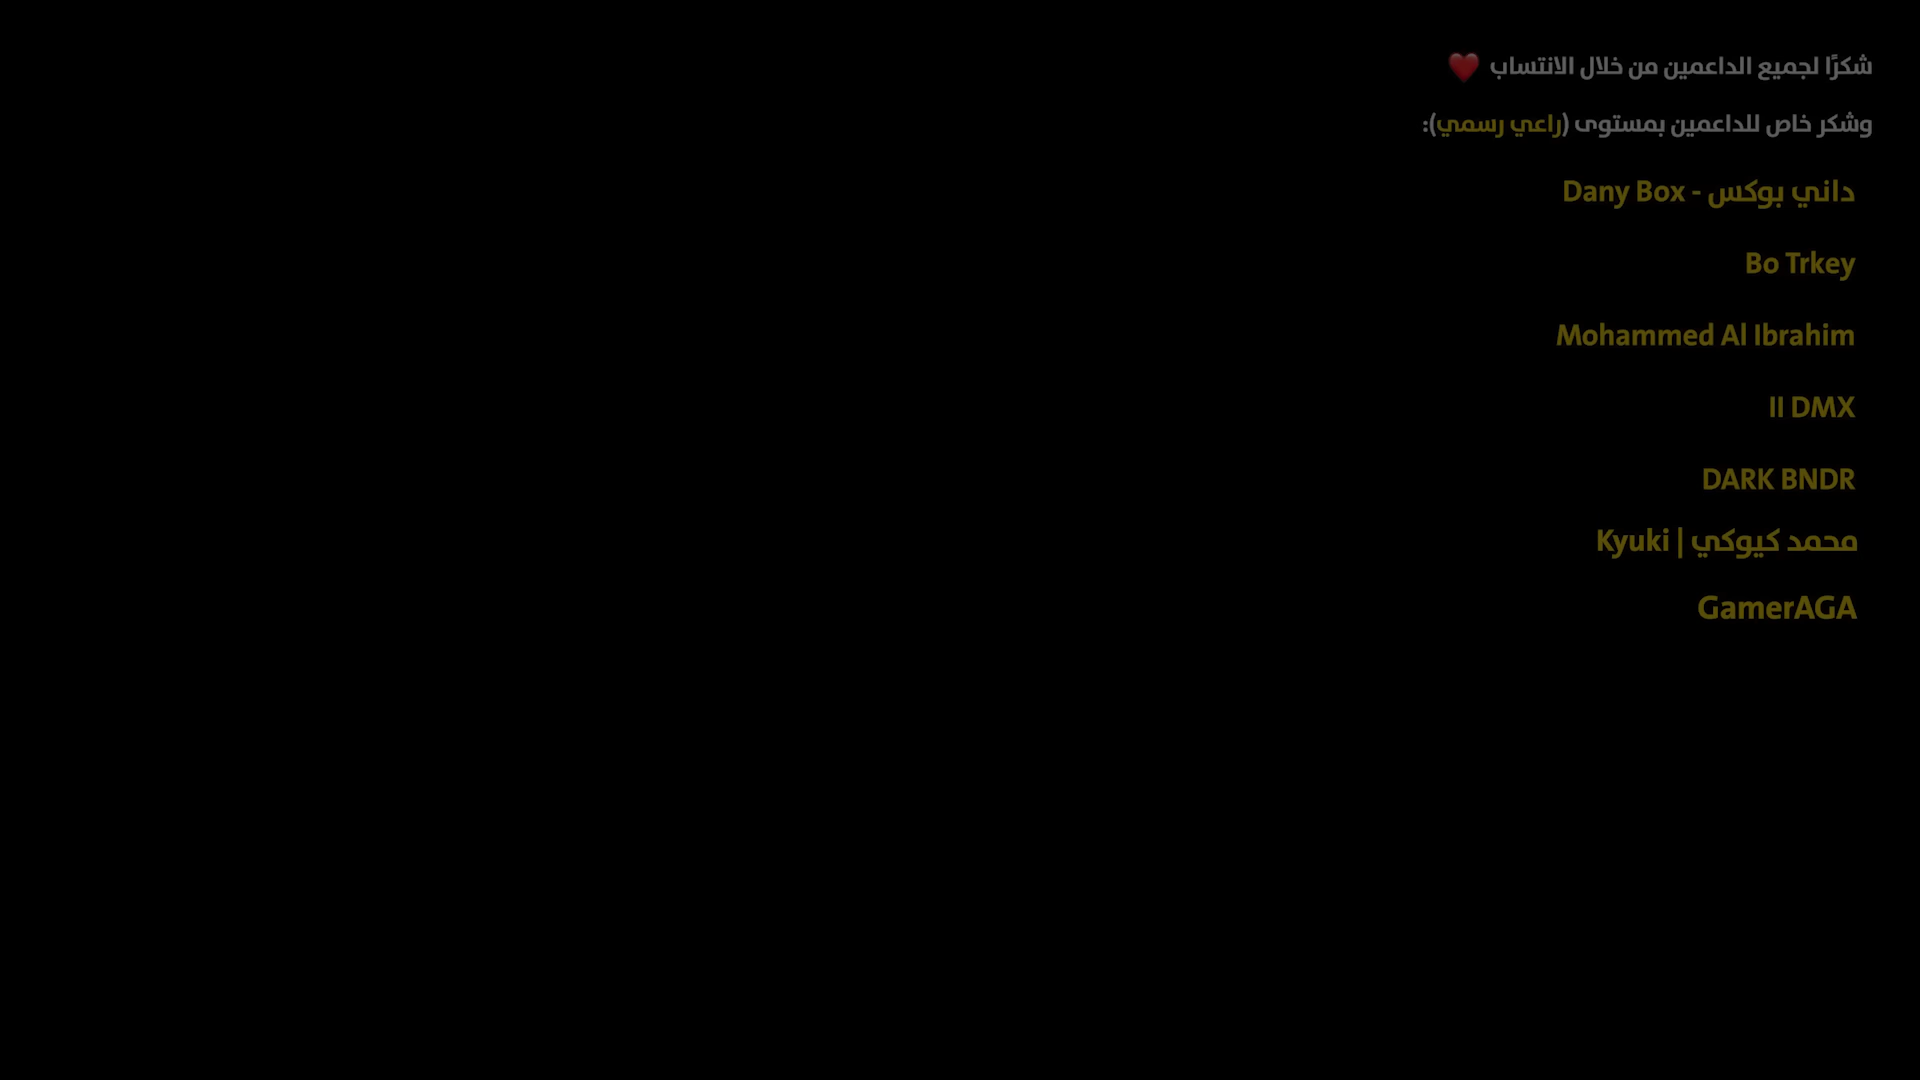 شكرًا لجميع الداعمين من خلال الانتساب ❤️
وشكر خاص للداعمين بمستوى (راعي رسمي):
داني بوكس - Dany Box
Bo Trkey
Mohammed Al Ibrahim
II DMX
DARK BNDR
محمد كيوكي | Kyuki
GamerAGA